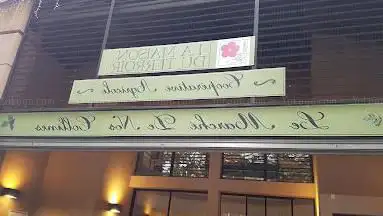 LA MAISON
DU TERROIR
~ Coopérative Agricole ~
Le Marché De Nos Collines